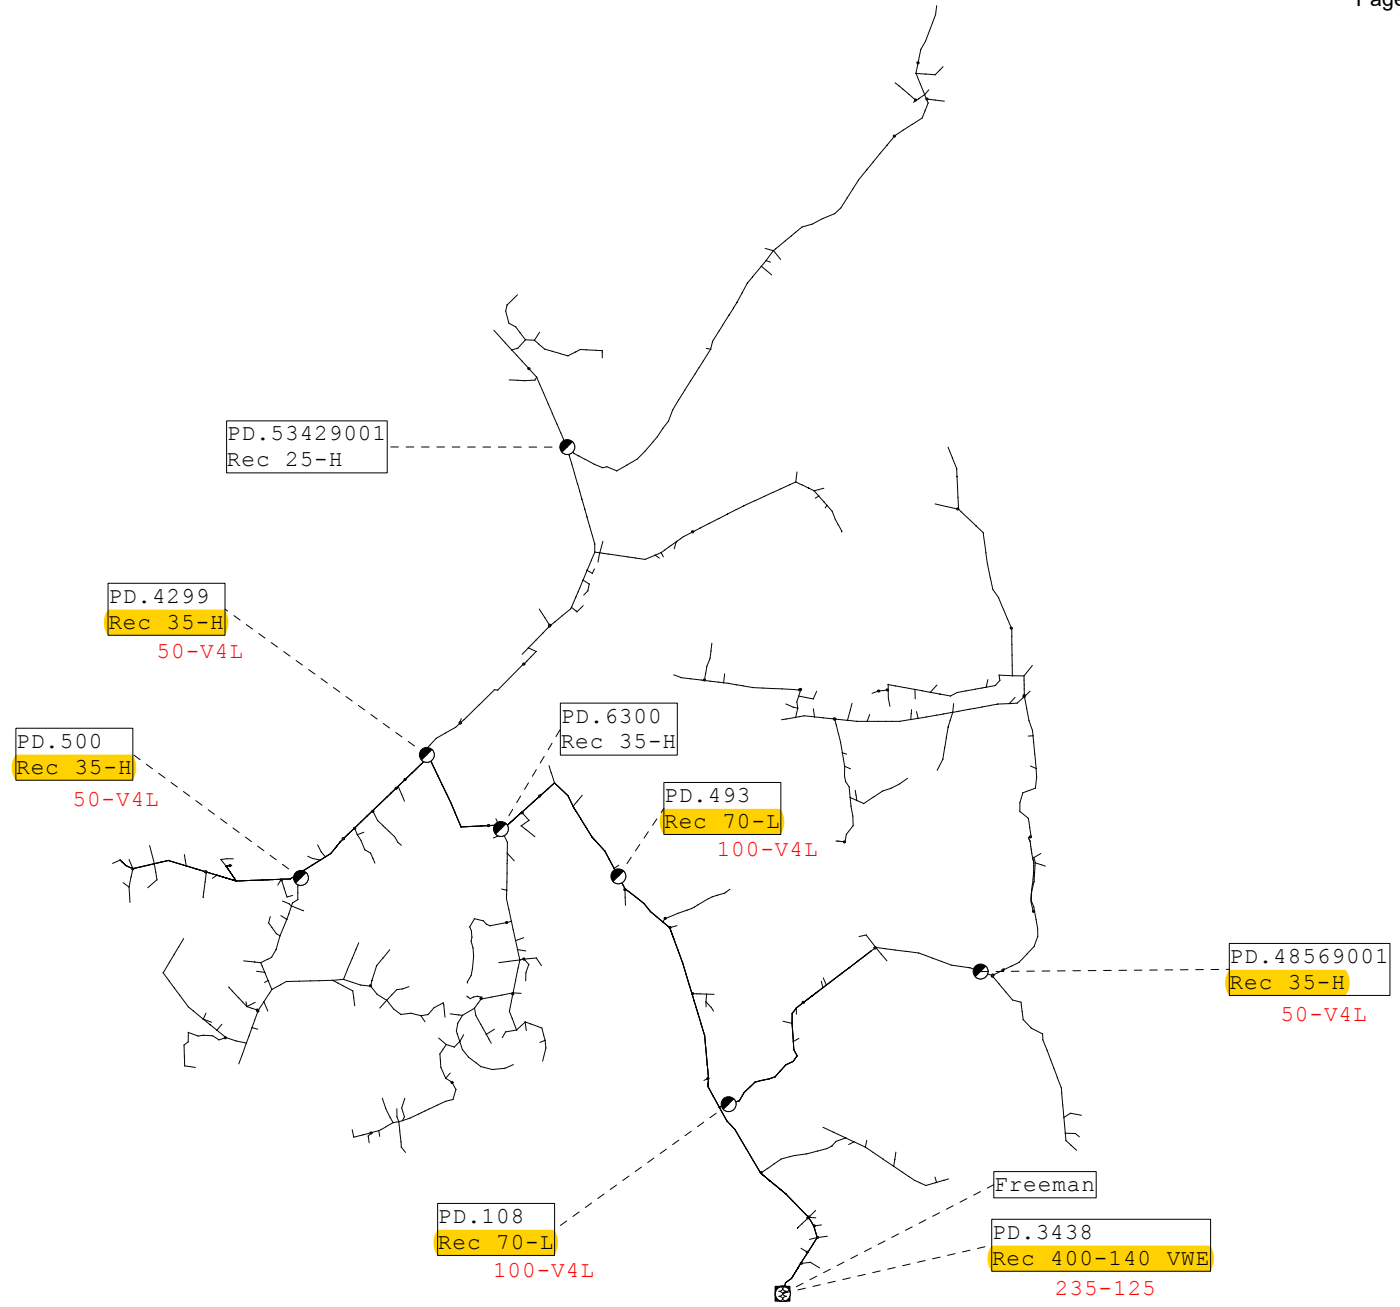 Page
PD.53429001
Rec 25-H
PD.4299
Rec 35-H
50-V4L
PD.6300
Rec 35-H
PD.500
Rec 35-H
50-V4L
PD.493
Rec 70-L
100-V4L
PD.48569001
Rec 35-H
50-V4L
Freeman
PD.108
Rec 70-L
100-V4L
PD.3438
Rec 400-140 VWE
235-125